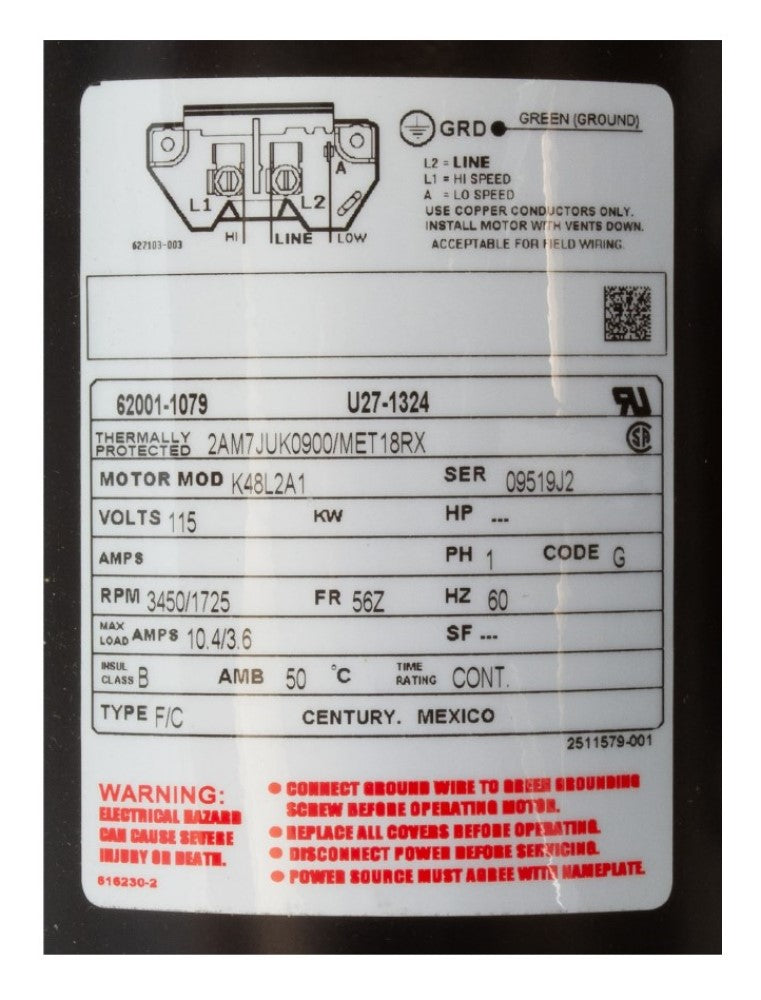 GRD GREEN (GROUND)
L2 = LINE
L1 = HI SPEED
A = LO SPEED
USE COPPER CONDUCTORS ONLY.
INSTALL MOTOR WITH VENTS DOWN.
ACCEPTABLE FOR FIELD WIRING.
A
L1 L2
HI LINE LOW
627103-003
62001-1079 U27-1324
THERMALLY
PROTECTED 2AM7JUK0900/MET18RX
MOTOR MOD K48L2A1 SER 09519J2
VOLTS 115 KW HP ---
AMPS PH 1 CODE G
RPM 3450/1725 FR 56Z HZ 60
MAX
LOAD AMPS 10.4/3.6 SF ---
INSUL
CLASS B AMB 50 °C TIME
RATING CONT.
TYPE F/C CENTURY. MEXICO
2511579-001
WARNING:
ELECTRICAL HAZARD
CAN CAUSE SEVERE
INJURY OR DEATH.
616230-2
● CONNECT GROUND WIRE TO GREEN GROUNDING
SCREW BEFORE OPERATING MOTOR.
● REPLACE ALL COVERS BEFORE OPERATING.
● DISCONNECT POWER BEFORE SERVICING.
● POWER SOURCE MUST AGREE WITH NAMEPLATE.